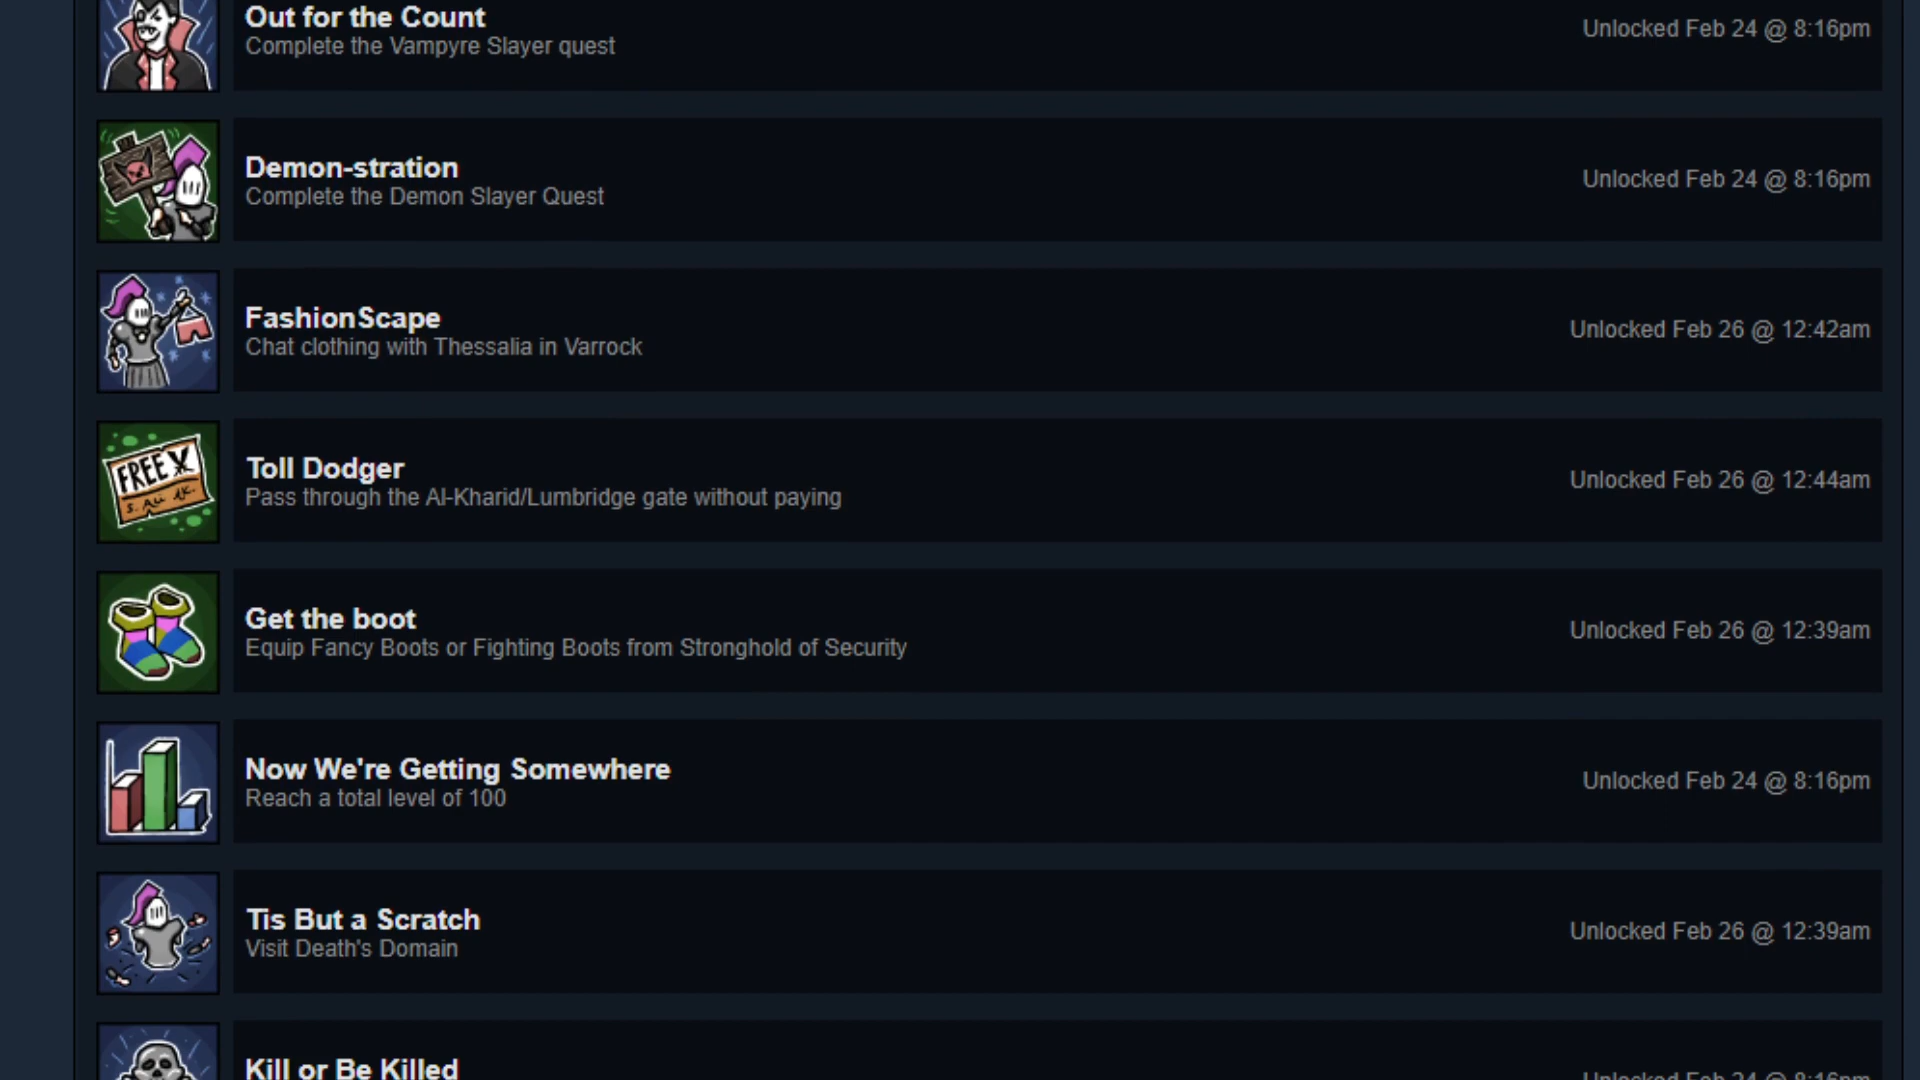 Out for the Count
Complete the Vampyre Slayer quest
Unlocked Feb 24 @ 8:16pm
Demon-stration
Complete the Demon Slayer Quest
Unlocked Feb 24 @ 8:16pm
FashionScape
Chat clothing with Thessalia in Varrock
Unlocked Feb 26 @ 12:42am
FREE
Toll Dodger
Pass through the Al-Kharid/Lumbridge gate without paying
Unlocked Feb 26 @ 12:44am
Get the boot
Equip Fancy Boots or Fighting Boots from Stronghold of Security
Unlocked Feb 26 @ 12:39am
Now We're Getting Somewhere
Reach a total level of 100
Unlocked Feb 24 @ 8:16pm
Tis But a Scratch
Visit Death's Domain
Unlocked Feb 26 @ 12:39am
Kill or Be Killed
Unlocked Feb 24 @ 8:16pm